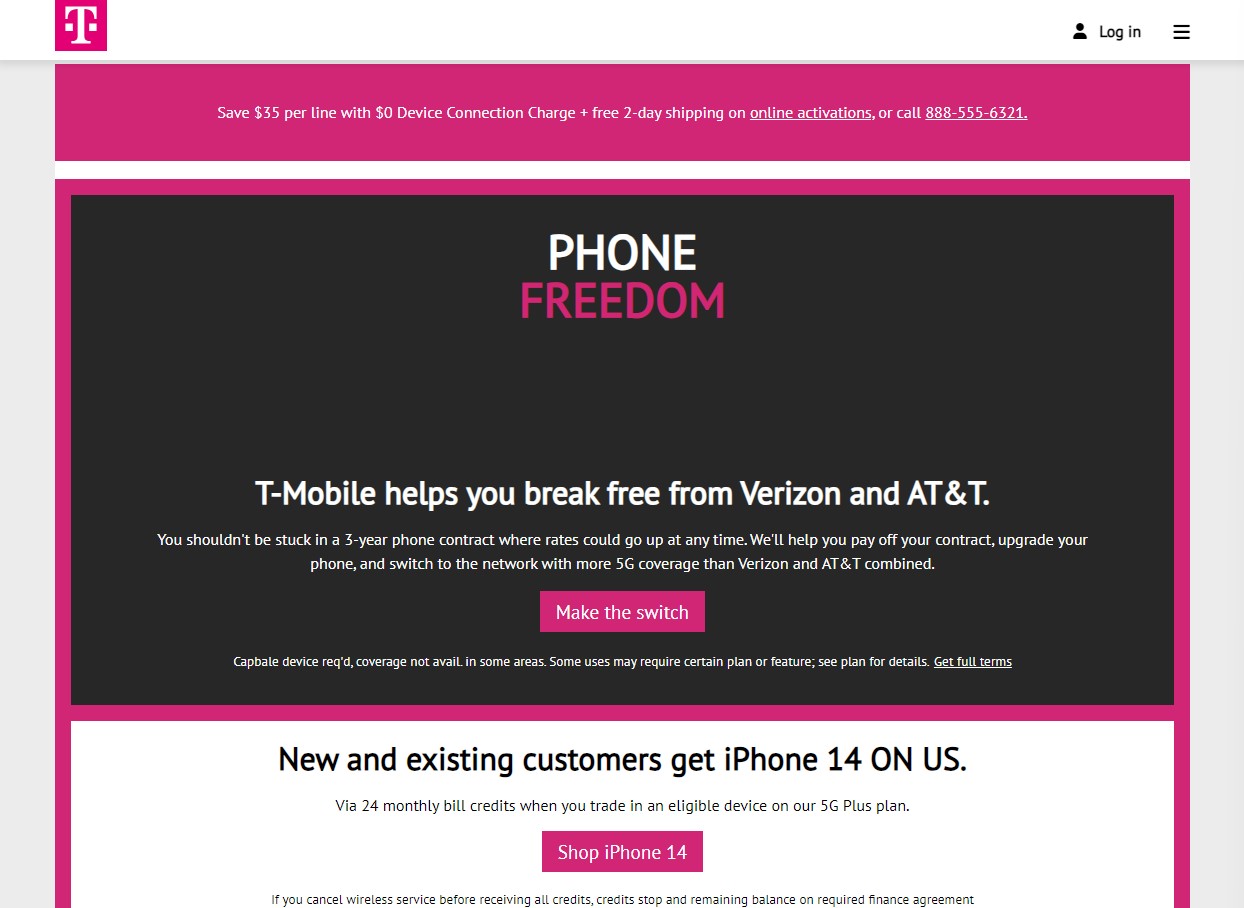 T
Log in
Save $35 per line with $0 Device Connection Charge + free 2-day shipping on online activations, or call 888-555-6321.
PHONE
FREEDOM
T-Mobile helps you break free from Verizon and AT&T.
You shouldn't be stuck in a 3-year phone contract where rates could go up at any time. We'll help you pay off your contract, upgrade your
phone, and switch to the network with more 5G coverage than Verizon and AT&T combined.
Make the switch
Capbale device req'd, coverage not avail. in some areas. Some uses may require certain plan or feature; see plan for details. Get full terms
New and existing customers get iPhone 14 ON US.
Via 24 monthly bill credits when you trade in an eligible device on our 5G Plus plan.
Shop iPhone 14
If you cancel wireless service before receiving all credits, credits stop and remaining balance on required finance agreement